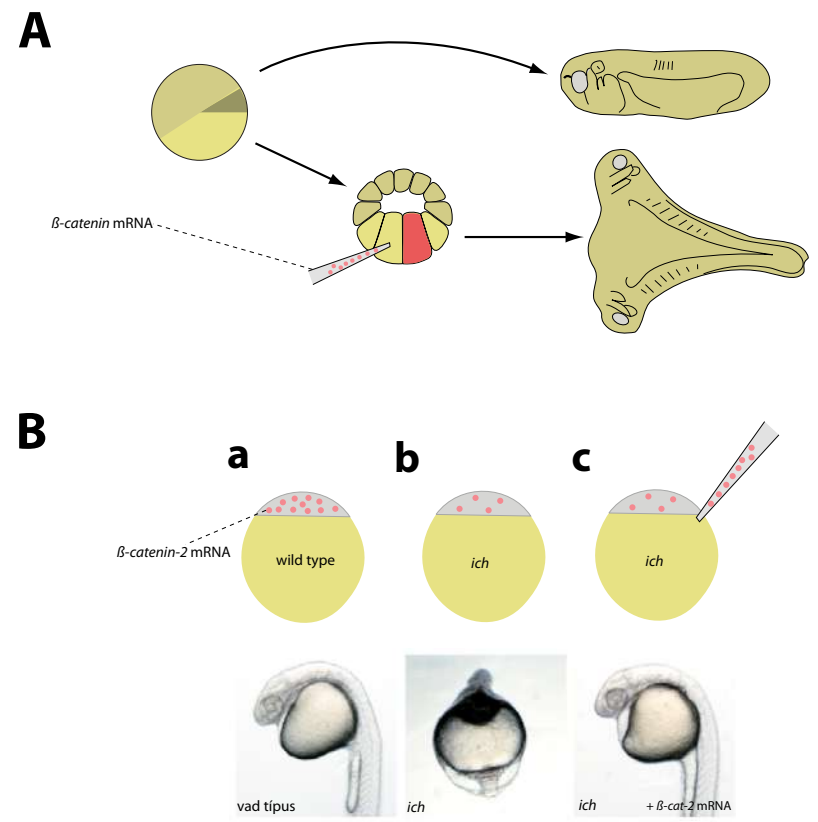 A
ß-catenin mRNA
B
a
b
c
ß-catenin-2 mRNA
wild type
ich
ich
vad típus
ich
ich
+ ß-cat-2 mRNA